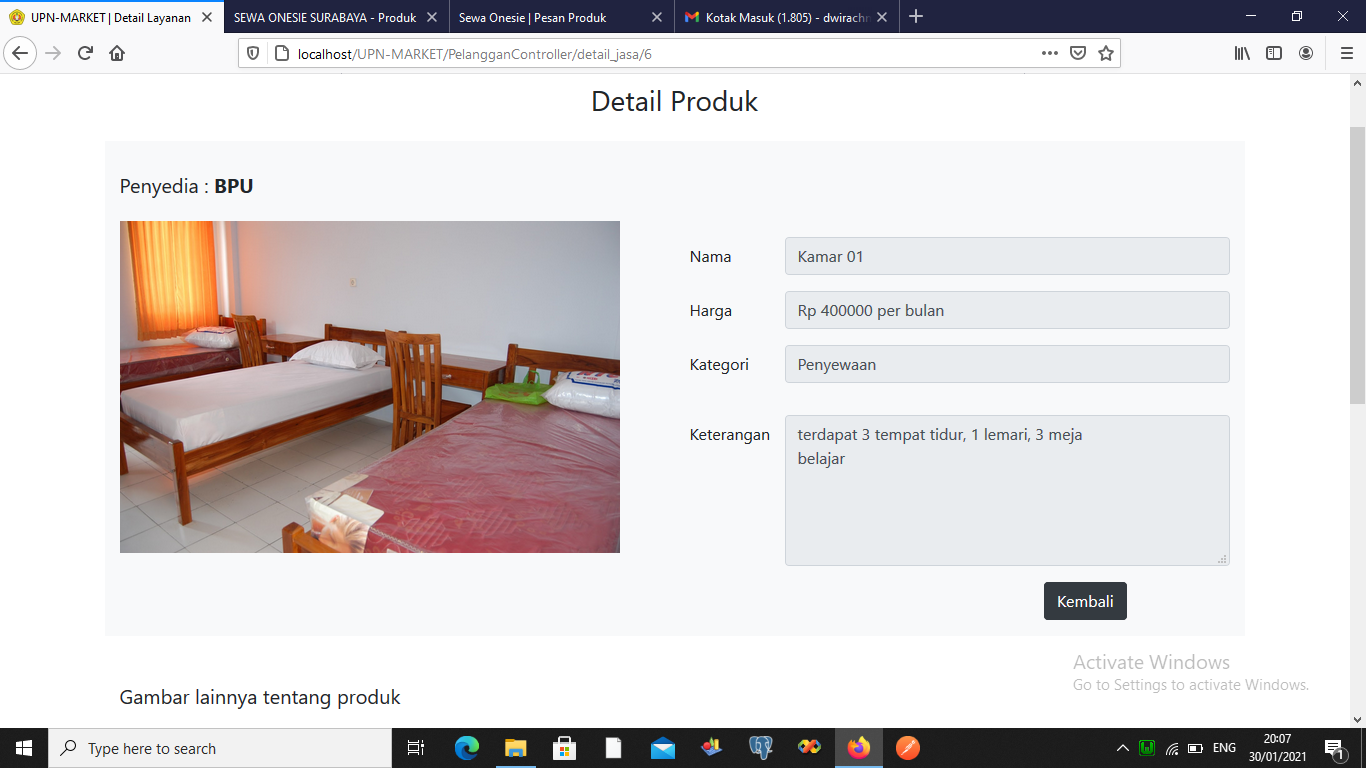 UPN-MARKET | Detail Layanan
SEWA ONESIE SURABAYA - Produk
Sewa Onesie | Pesan Produk
Kotak Masuk (1.805) - dwirachm
localhost/UPN-MARKET/PelangganController/detail_jasa/6
Detail Produk
Penyedia : BPU
Nama
Kamar 01
Harga
Rp 400000 per bulan
Kategori
Penyewaan
Keterangan
terdapat 3 tempat tidur, 1 lemari, 3 meja
belajar
Kembali
Activate Windows
Go to Settings to activate Windows.
Gambar lainnya tentang produk
Type here to search
ENG
20:07
30/01/2021
1